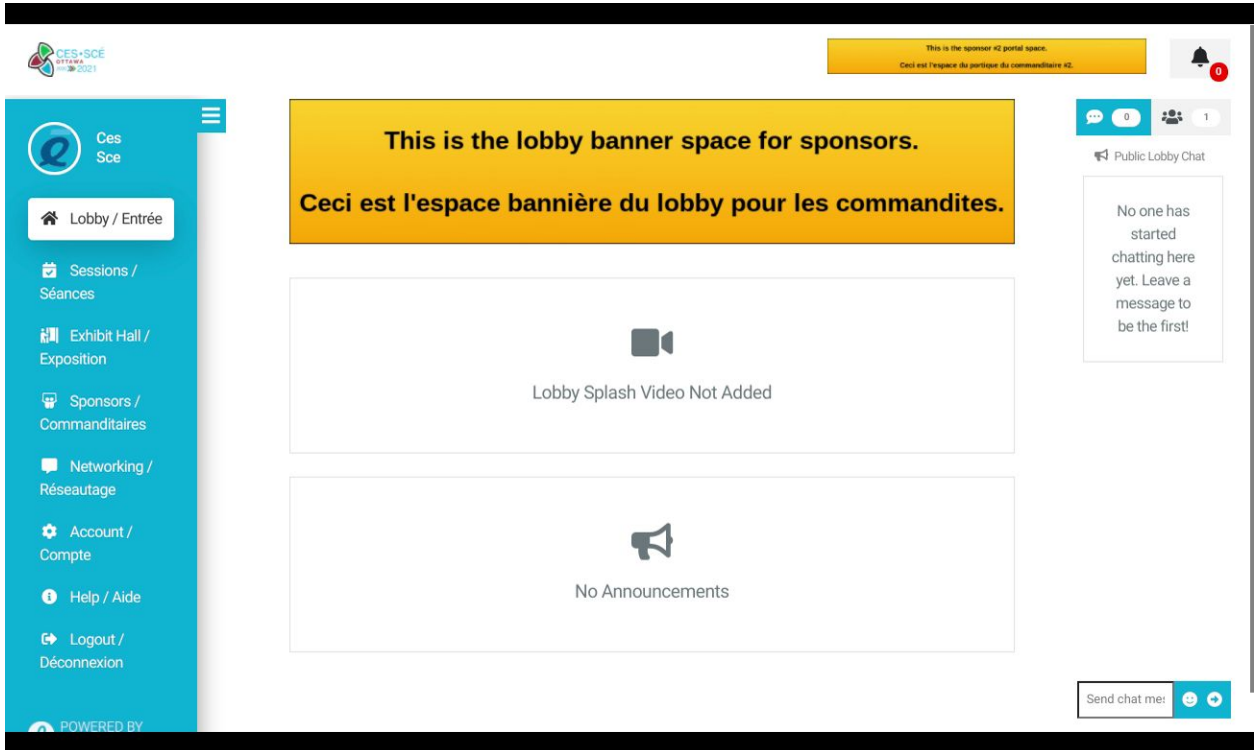 CES•SCÉ
OTTAWA
2021
This is the sponsor #2 portal space.
Ceci est l'espace du portique du commanditaire #2.
0
Ces
Sce
Lobby / Entrée
Sessions /
Séances
Exhibit Hall /
Exposition
Sponsors /
Commanditaires
Networking /
Réseautage
Account /
Compte
Help / Aide
Logout /
Déconnexion
POWERED BY
This is the lobby banner space for sponsors.
Ceci est l'espace bannière du lobby pour les commandites.
Lobby Splash Video Not Added
No Announcements
0
1
Public Lobby Chat
No one has
started
chatting here
yet. Leave a
message to
be the first!
Send chat mes